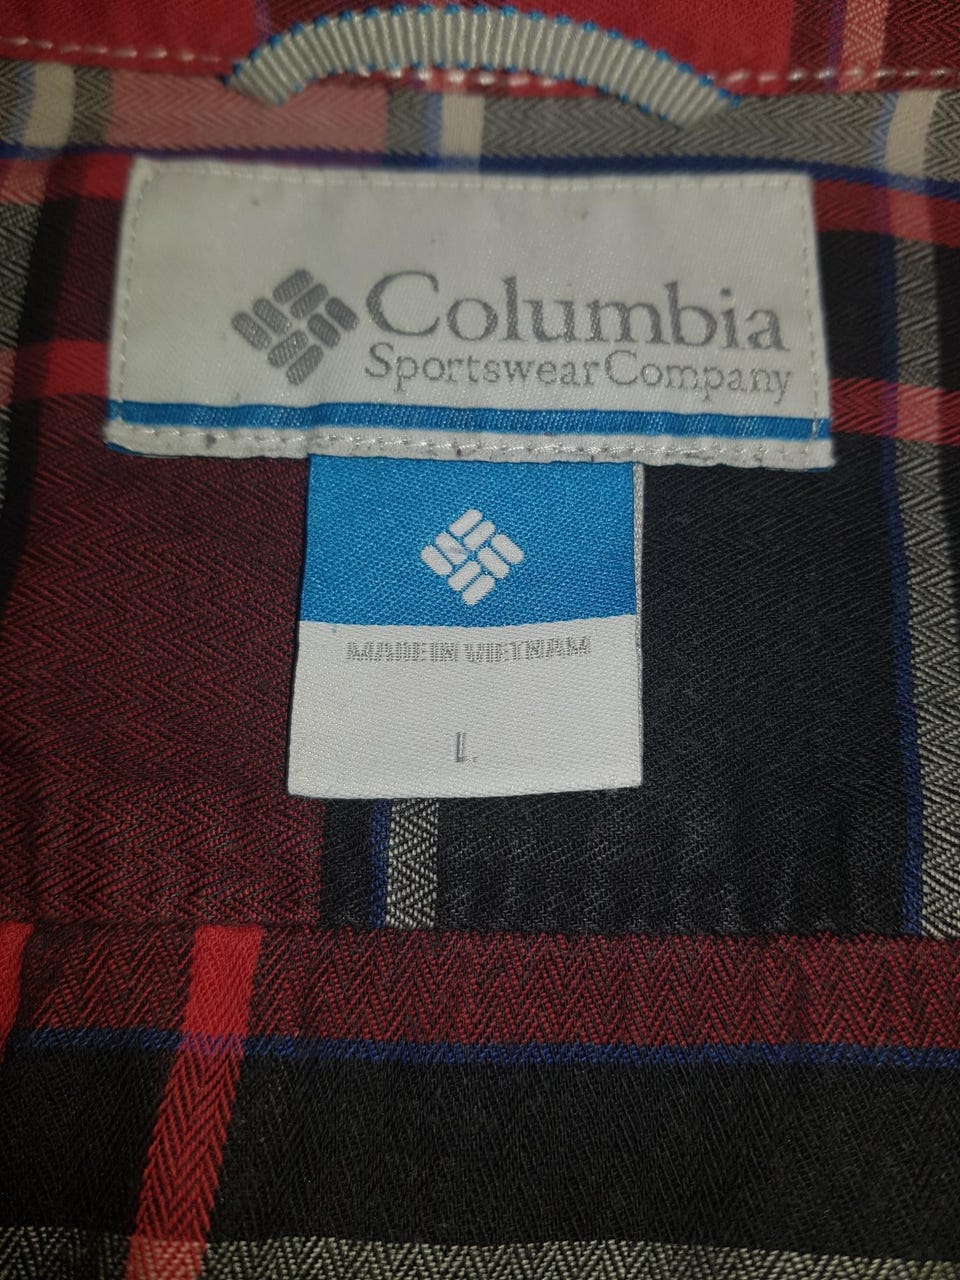 Columbia
Sportswear Company
MADE IN VIETNAM
L